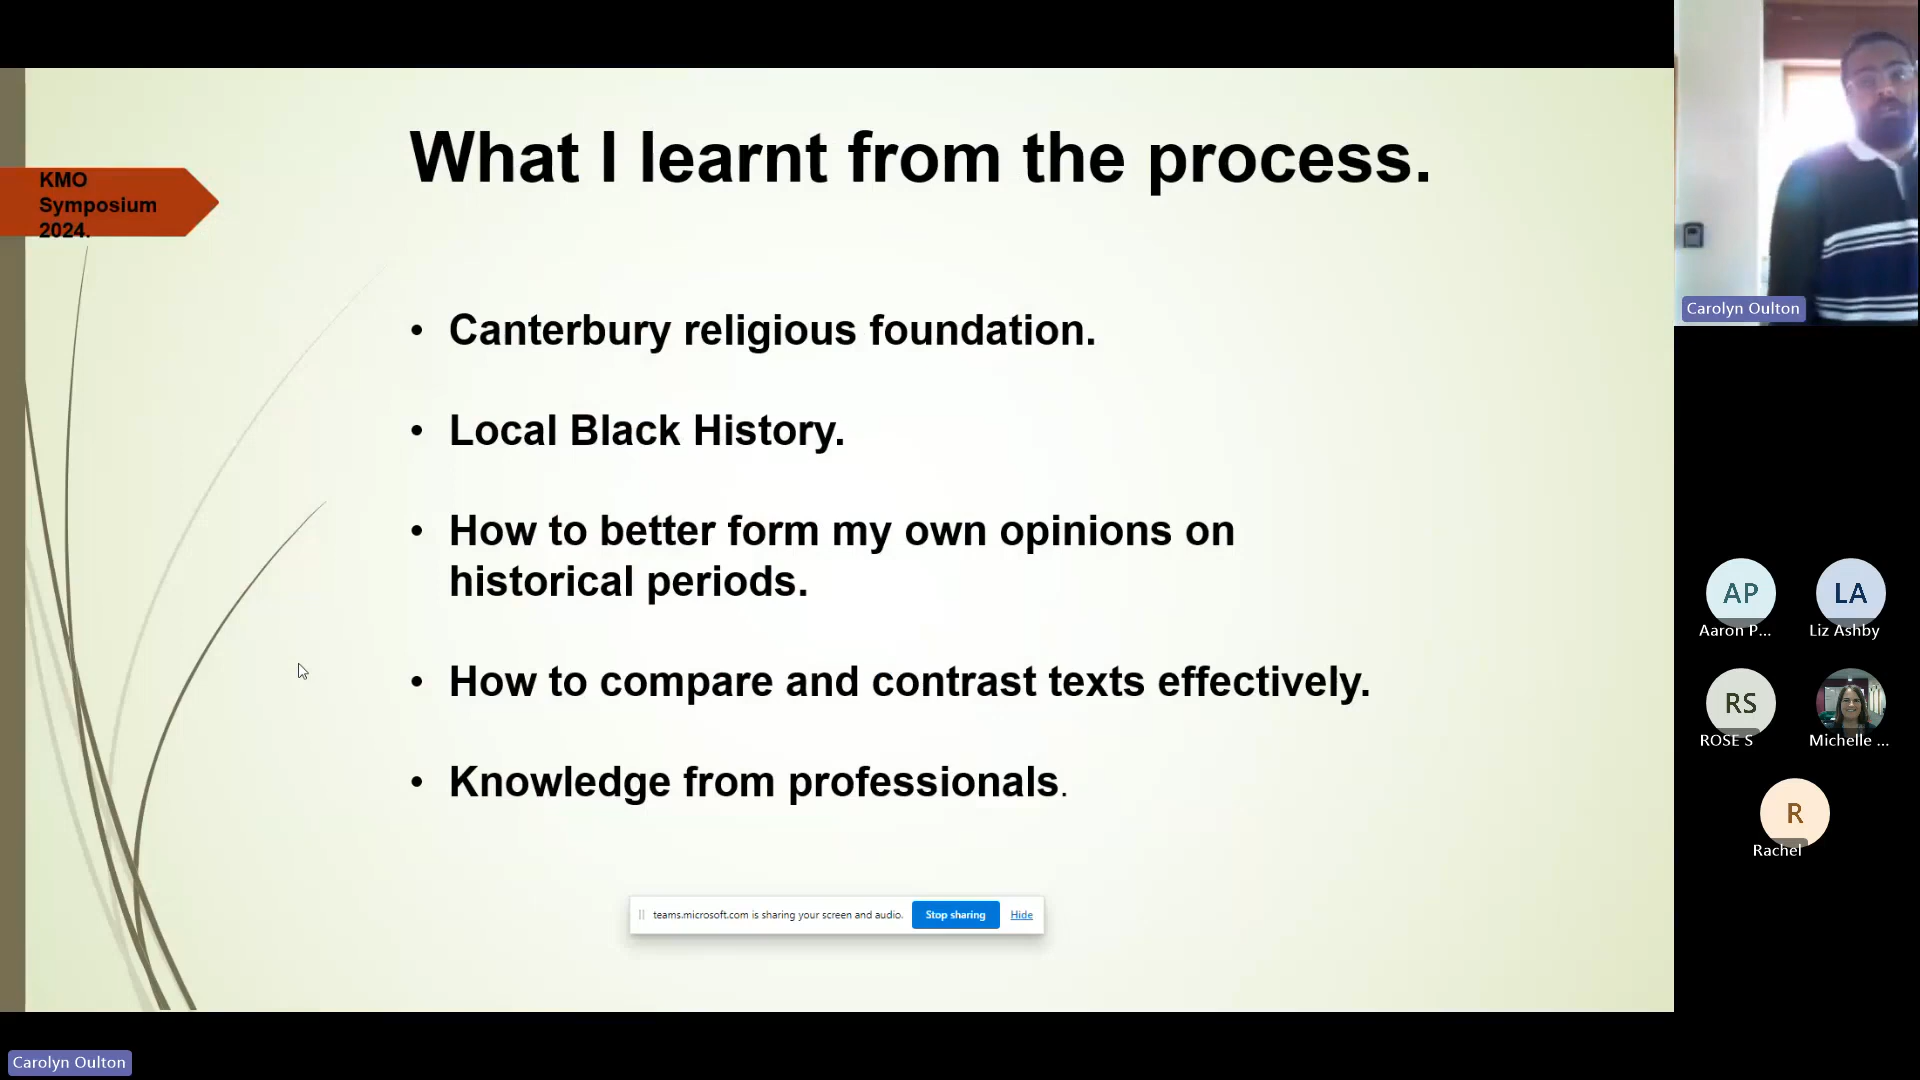 What I learnt from the process.
KMO
Symposium
2024.
• Canterbury religious foundation.
• Local Black History.
• How to better form my own opinions on
historical periods.
• How to compare and contrast texts effectively.
• Knowledge from professionals.
teams.microsoft.com is sharing your screen and audio. Stop sharing Hide
Carolyn Oulton
AP LA
Aaron P... Liz Ashby
RS
ROSE S Michelle ...
R
Rachel
Carolyn Oulton